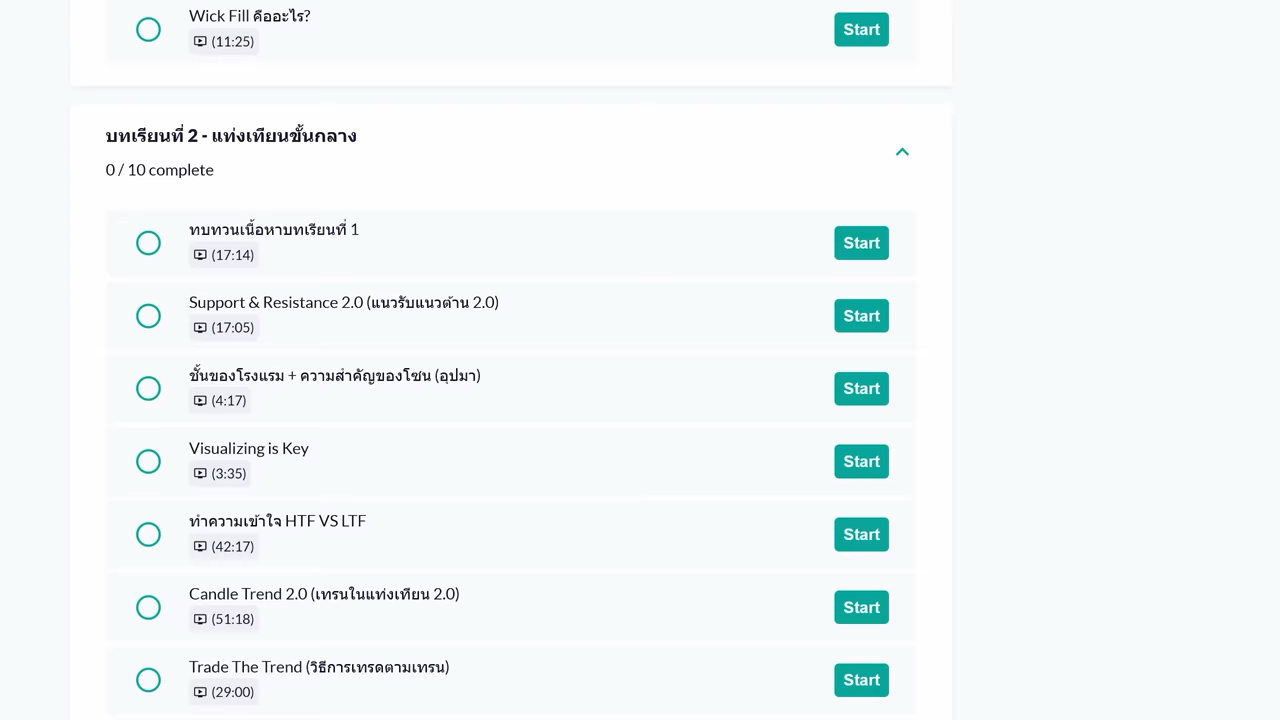 Wick Fill คืออะไร?
(11:25)
Start
บทเรียนที่ 2 - แท่งเทียนขั้นกลาง
0 / 10 complete
ทบทวนเนื้อหาบทเรียนที่ 1
(17:14)
Start
Support & Resistance 2.0 (แนวรับแนวต้าน 2.0)
(17:05)
Start
ชั้นของโรงแรม + ความสำคัญของโซน (อุปมา)
(4:17)
Start
Visualizing is Key
(3:35)
Start
ทำความเข้าใจ HTF VS LTF
(42:17)
Start
Candle Trend 2.0 (เทรนในแท่งเทียน 2.0)
(51:18)
Start
Trade The Trend (วิธีการเทรดตามเทรน)
(29:00)
Start